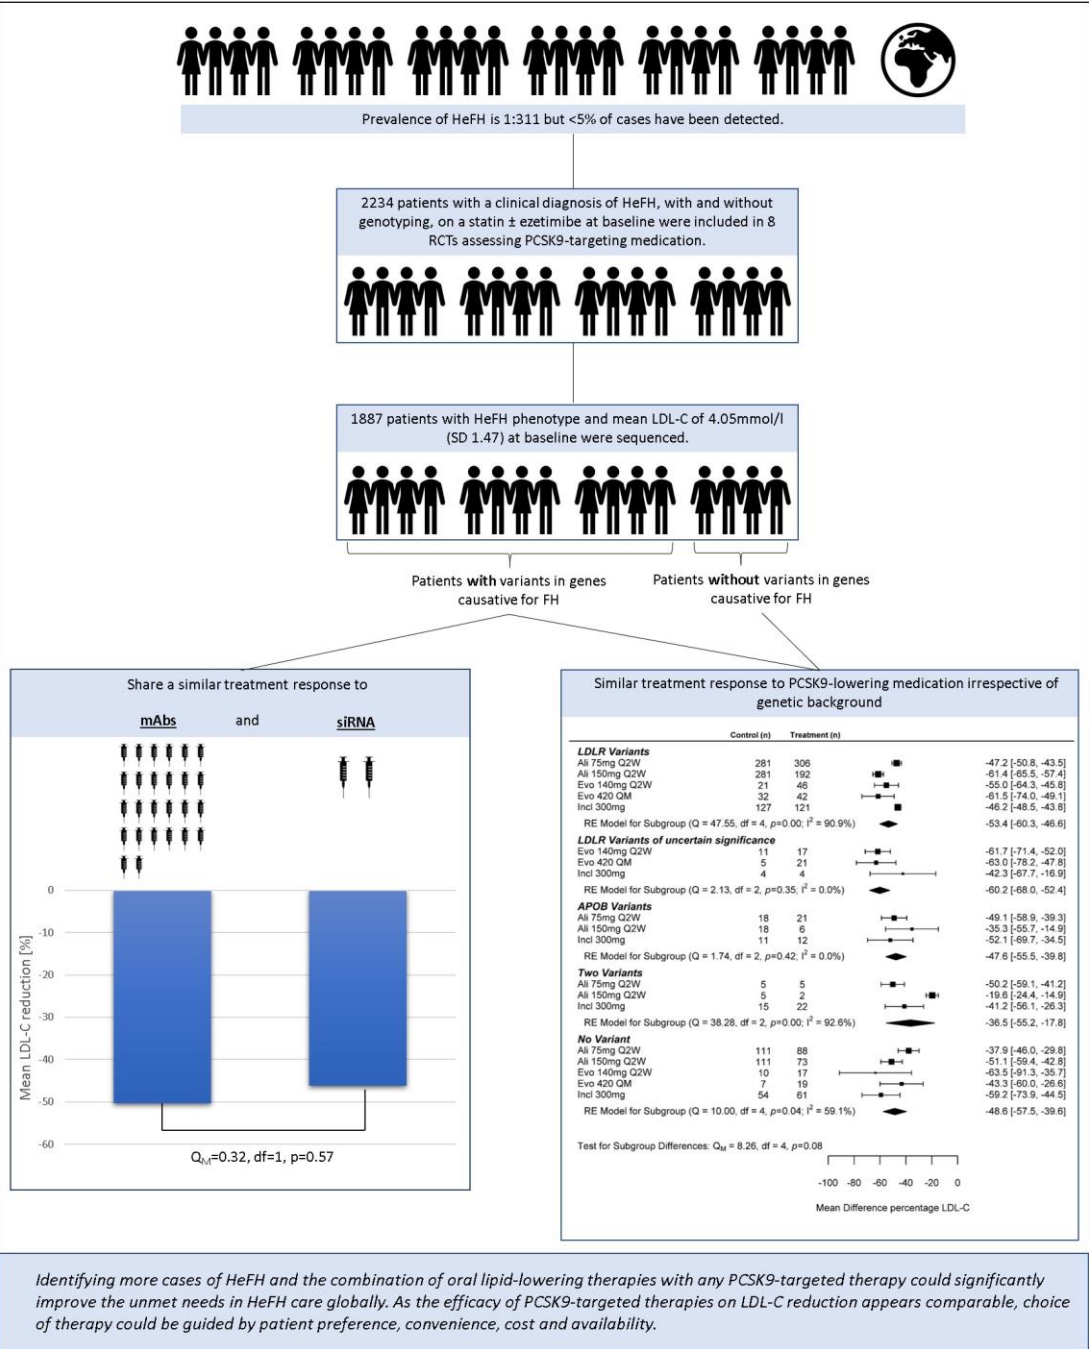 Prevalence of HeFH is 1:311 but <5% of cases have been detected.
2234 patients with a clinical diagnosis of HeFH, with and without
genotyping, on a statin ± ezetimibe at baseline were included in 8
RCTs assessing PCSK9-targeting medication.
1887 patients with HeFH phenotype and mean LDL-C of 4.05mmol/l
(SD 1.47) at baseline were sequenced.
Patients with variants in genes
causative for FH
Patients without variants in genes
causative for FH
Share a similar treatment response to
mAbs and siRNA
0
-10
-20
-30
-40
-50
-60
Mean LDL-C reduction [%]
QM=0.32, df=1, p=0.57
Similar treatment response to PCSK9-lowering medication irrespective of
genetic background
Control (n) Treatment (n)
LDLR Variants
Ali 75mg Q2W 281 306 -47.2 [-50.8, -43.5]
Ali 150mg Q2W 281 192 -61.4 [-65.5, -57.4]
Evo 140mg Q2W 21 46 -55.0 [-64.3, -45.8]
Evo 420 QM 32 42 -61.5 [-74.0, -49.1]
Incl 300mg 127 121 -46.2 [-48.5, -43.8]
RE Model for Subgroup (Q = 47.55, df = 4, p=0.00; I² = 90.9%) -53.4 [-60.3, -46.6]
LDLR Variants of uncertain significance
Evo 140mg Q2W 11 17 -61.7 [-71.4, -52.0]
Evo 420 QM 5 21 -63.0 [-78.2, -47.8]
Incl 300mg 4 4 -42.3 [-67.7, -16.9]
RE Model for Subgroup (Q = 2.13, df = 2, p=0.35; I² = 0.0%) -60.2 [-68.0, -52.4]
APOB Variants
Ali 75mg Q2W 18 21 -49.1 [-58.9, -39.3]
Ali 150mg Q2W 18 6 -35.3 [-55.7, -14.9]
Incl 300mg 11 12 -52.1 [-69.7, -34.5]
RE Model for Subgroup (Q = 1.74, df = 2, p=0.42; I² = 0.0%) -47.6 [-55.5, -39.8]
Two Variants
Ali 75mg Q2W 5 5 -50.2 [-59.1, -41.2]
Ali 150mg Q2W 5 2 -19.6 [-24.4, -14.9]
Incl 300mg 15 22 -41.2 [-56.1, -26.3]
RE Model for Subgroup (Q = 38.28, df = 2, p=0.00; I² = 92.6%) -36.5 [-55.2, -17.8]
No Variant
Ali 75mg Q2W 111 88 -37.9 [-46.0, -29.8]
Ali 150mg Q2W 111 73 -51.1 [-59.4, -42.8]
Evo 140mg Q2W 10 17 -63.5 [-91.3, -35.7]
Evo 420 QM 7 19 -43.3 [-60.0, -26.6]
Incl 300mg 54 61 -59.2 [-73.9, -44.5]
RE Model for Subgroup (Q = 10.00, df = 4, p=0.04; I² = 59.1%) -48.6 [-57.5, -39.6]
Test for Subgroup Differences: QM = 8.26, df = 4, p=0.08
-100 -80 -60 -40 -20 0
Mean Difference percentage LDL-C
Identifying more cases of HeFH and the combination of oral lipid-lowering therapies with any PCSK9-targeted therapy could significantly
improve the unmet needs in HeFH care globally. As the efficacy of PCSK9-targeted therapies on LDL-C reduction appears comparable, choice
of therapy could be guided by patient preference, convenience, cost and availability.